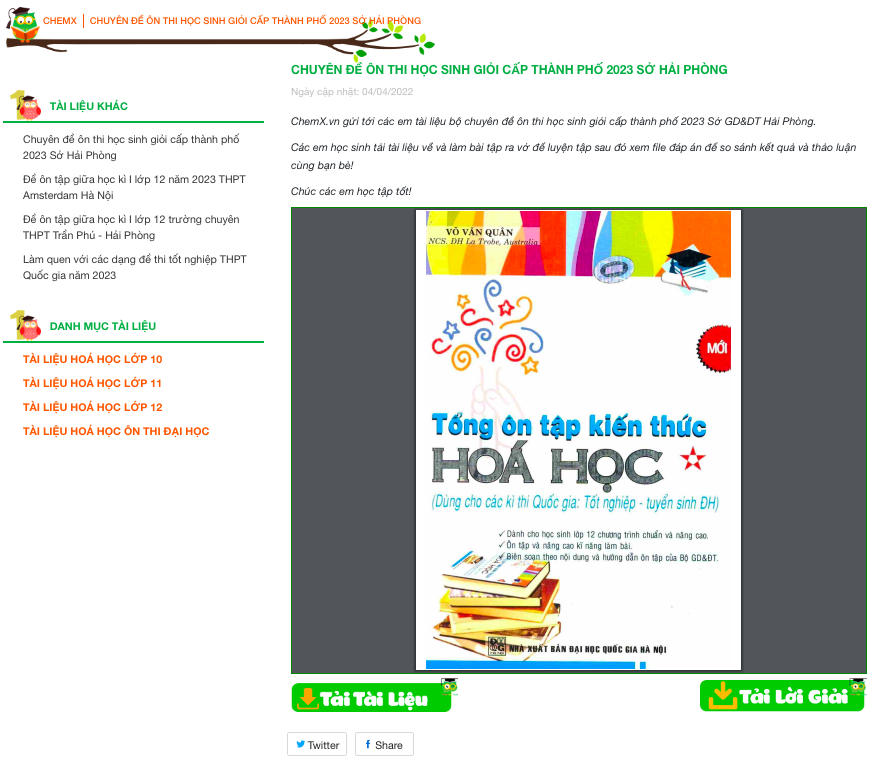 CHEMX
CHUYÊN ĐỀ ÔN THI HỌC SINH GIỎI CẤP THÀNH PHỐ 2023 SỞ HẢI PHÒNG
TÀI LIỆU KHÁC
Chuyên đề ôn thi học sinh giỏi cấp thành phố
2023 Sở Hải Phòng
Đề ôn tập giữa học kì I lớp 12 năm 2023 THPT
Amsterdam Hà Nội
Đề ôn tập giữa học kì I lớp 12 trường chuyên
THPT Trần Phú - Hải Phòng
Làm quen với các dạng đề thi tốt nghiệp THPT
Quốc gia năm 2023
DANH MỤC TÀI LIỆU
TÀI LIỆU HOÁ HỌC LỚP 10
TÀI LIỆU HOÁ HỌC LỚP 11
TÀI LIỆU HOÁ HỌC LỚP 12
TÀI LIỆU HOÁ HỌC ÔN THI ĐẠI HỌC
CHUYÊN ĐỀ ÔN THI HỌC SINH GIỎI CẤP THÀNH PHỐ 2023 SỞ HẢI PHÒNG
Ngày cập nhật: 04/04/2022
ChemX.vn gửi tới các em tài liệu bộ chuyên đề ôn thi học sinh giỏi cấp thành phố 2023 Sở GD&ĐT Hải Phòng.
Các em học sinh tải tài liệu về và làm bài tập ra vở để luyện tập sau đó xem file đáp án để so sánh kết quả và thảo luận
cùng bạn bè!
Chúc các em học tập tốt!
VÕ VĂN QUÂN
NCS. ĐH La Trobe, Australia
MỚI
Tổng ôn tập kiến thức
HOÁ HỌC
(Dùng cho các kì thi Quốc gia: Tốt nghiệp - tuyển sinh ĐH)
✓ Dành cho học sinh lớp 12 chương trình chuẩn và nâng cao.
✓ Ôn tập và nâng cao kĩ năng làm bài.
✓ Biên soạn theo nội dung và hướng dẫn ôn tập của Bộ GD&ĐT.
NHÀ XUẤT BẢN ĐẠI HỌC QUỐC GIA HÀ NỘI
Tải Tài Liệu
Tải Lời Giải
Twitter
Share